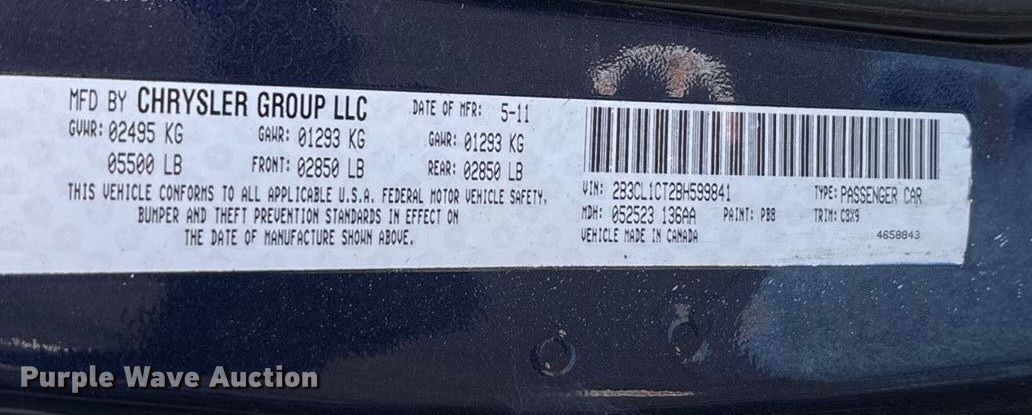 MFD BY CHRYSLER GROUP LLC DATE OF MFR: 5-11
GVWR: 02495 KG GAWR: 01293 KG GAWR: 01293 KG
05500 LB FRONT: 02850 LB REAR: 02850 LB
THIS VEHICLE CONFORMS TO ALL APPLICABLE U.S.A. FEDERAL MOTOR VEHICLE SAFETY,
BUMPER AND THEFT PREVENTION STANDARDS IN EFFECT ON
THE DATE OF MANUFACTURE SHOWN ABOVE.
VIN: 2B3CL1CT2BH599841 TYPE: PASSENGER CAR
MDH: 052523 136AA PAINT: PB8 TRIM: C9X9
VEHICLE MADE IN CANADA 4658843
Purple Wave Auction